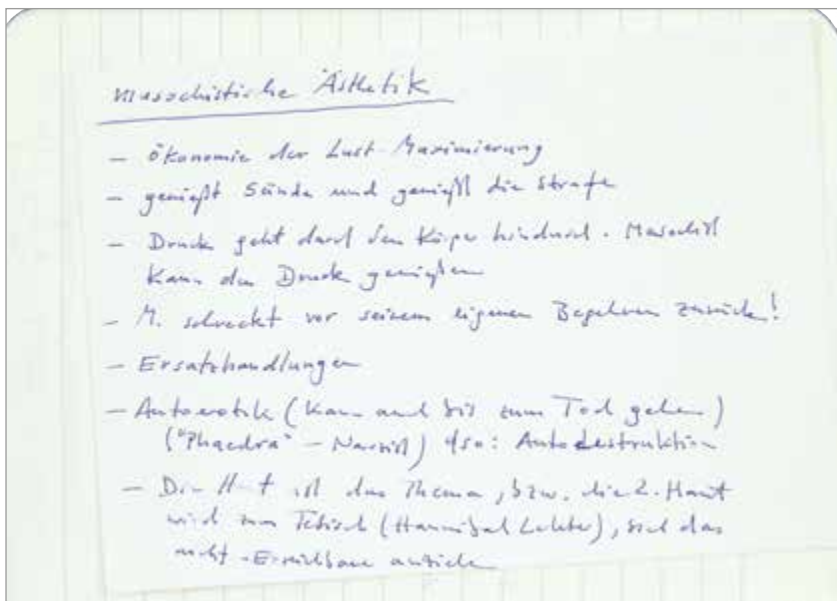 Masochistische Ästhetik
— Ökonomie der Lust-Maximierung
— genießt Sünde und genießt die Strafe
— Druck geht durch den Körper hindurch. Masochist
kann den Druck genießen
— M. schreckt vor seinem eigenen Begehren zurück!
— Ersatzhandlungen
— Autoerotik (kann auch bis zum Tod gehen)
("Phaedra" — Narziß) also: Autodestruktion
— Die Haut ist das Thema, bzw. die 2. Haut
wird zum Fetisch (Hannibal Lekter), sich das
nicht-Erreichbare anziehen